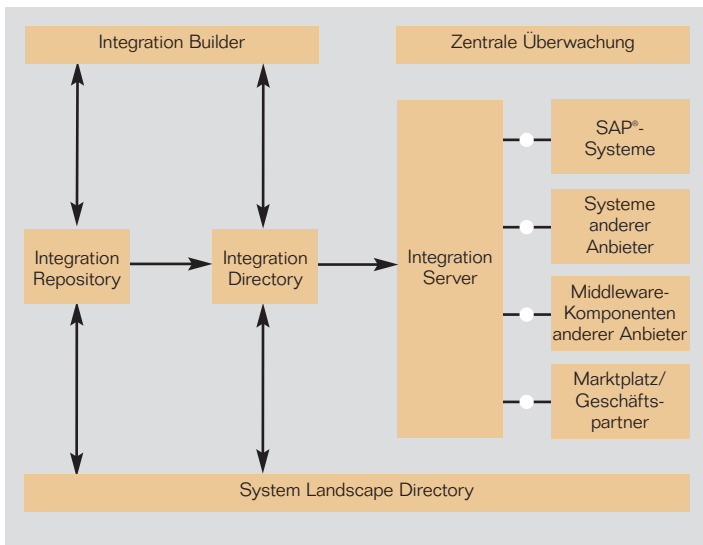 Integration Builder
Zentrale Überwachung
SAP®-
Systeme
Systeme
anderer
Anbieter
Integration
Repository
Integration
Directory
Integration
Server
Middleware-
Komponenten
anderer Anbieter
Marktplatz/
Geschäfts-
partner
System Landscape Directory